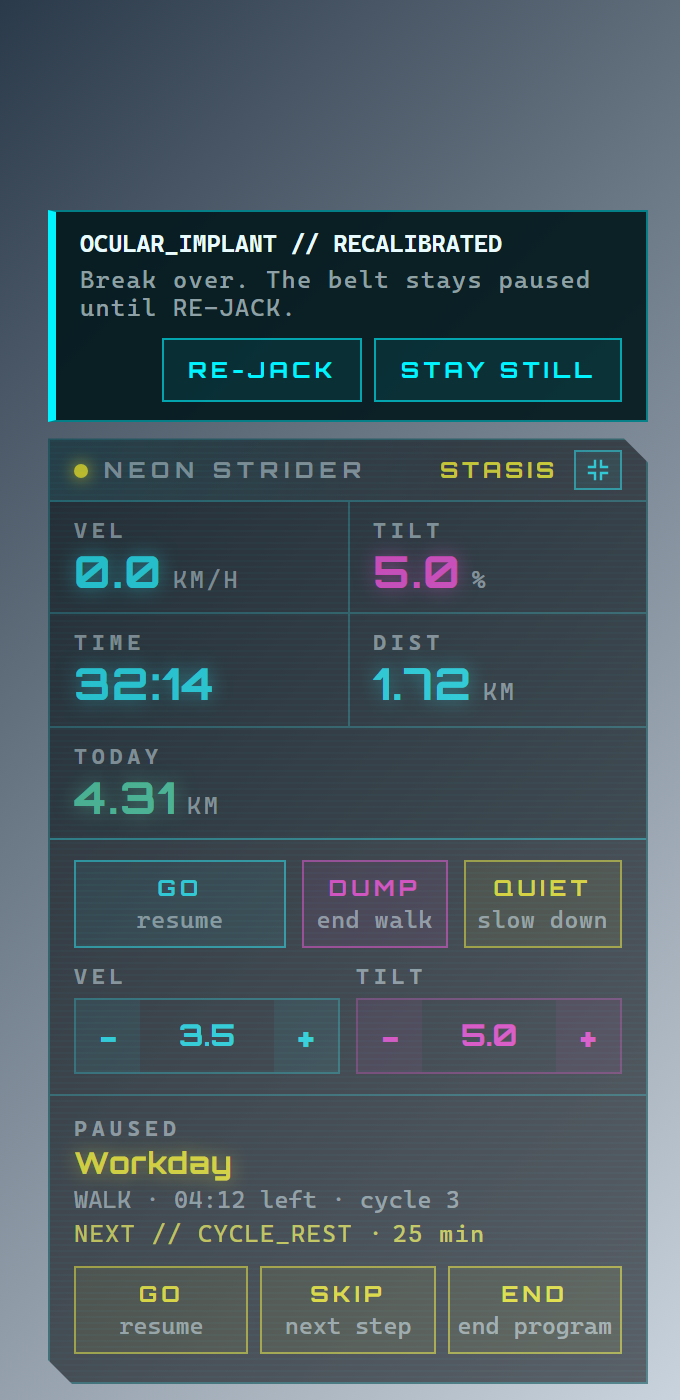 OCULAR_IMPLANT // RECALIBRATED
Break over. The belt stays paused
until RE-JACK.
RE-JACK STAY STILL
NEON STRIDER STASIS
VEL TILT
0.0 KM/H 5.0 %
TIME DIST
32:14 1.72 KM
TODAY
4.31 KM
GO DUMP QUIET
resume end walk slow down
VEL TILT
- 3.5 + - 5.0 +
PAUSED
Workday
WALK · 04:12 left · cycle 3
NEXT // CYCLE_REST · 25 min
GO SKIP END
resume next step end program